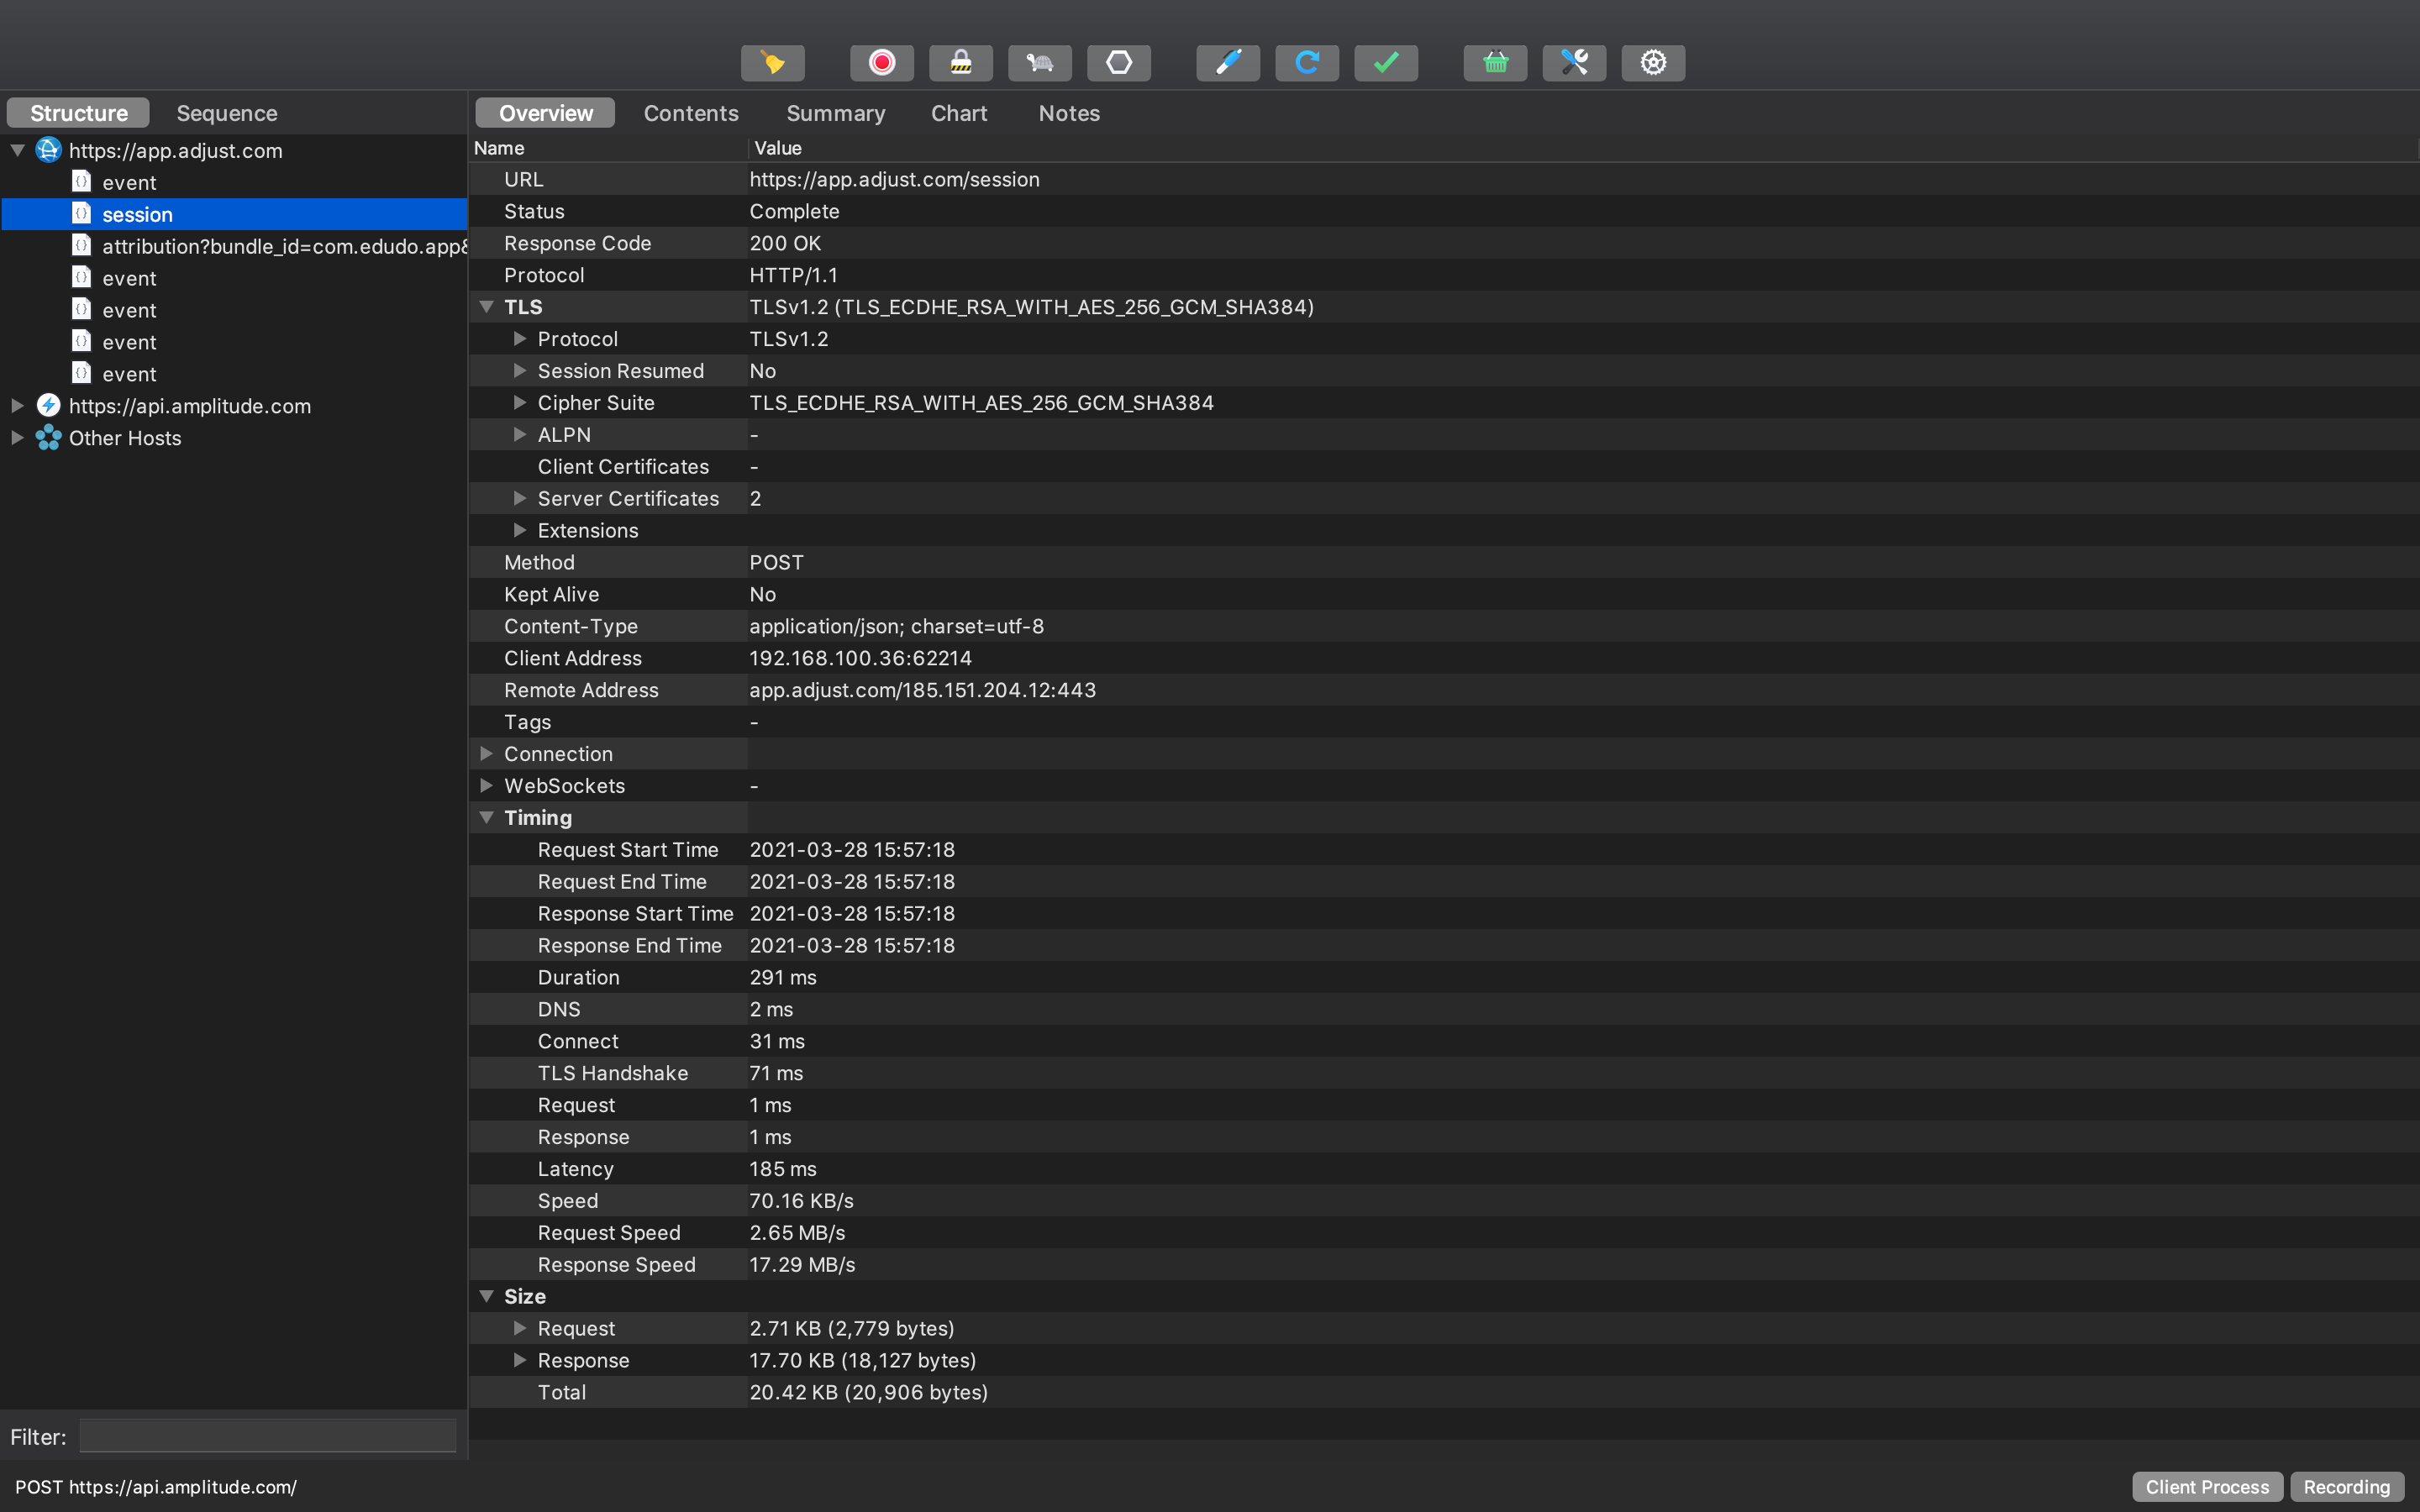 Structure Sequence
https://app.adjust.com
event
session
attribution?bundle_id=com.edudo.app&
event
event
event
event
https://api.amplitude.com
Other Hosts
Filter:
Overview Contents Summary Chart Notes
Name Value
URL https://app.adjust.com/session
Status Complete
Response Code 200 OK
Protocol HTTP/1.1
TLS TLSv1.2 (TLS_ECDHE_RSA_WITH_AES_256_GCM_SHA384)
Protocol TLSv1.2
Session Resumed No
Cipher Suite TLS_ECDHE_RSA_WITH_AES_256_GCM_SHA384
ALPN -
Client Certificates -
Server Certificates 2
Extensions
Method POST
Kept Alive No
Content-Type application/json; charset=utf-8
Client Address 192.168.100.36:62214
Remote Address app.adjust.com/185.151.204.12:443
Tags -
Connection
WebSockets -
Timing
Request Start Time 2021-03-28 15:57:18
Request End Time 2021-03-28 15:57:18
Response Start Time 2021-03-28 15:57:18
Response End Time 2021-03-28 15:57:18
Duration 291 ms
DNS 2 ms
Connect 31 ms
TLS Handshake 71 ms
Request 1 ms
Response 1 ms
Latency 185 ms
Speed 70.16 KB/s
Request Speed 2.65 MB/s
Response Speed 17.29 MB/s
Size
Request 2.71 KB (2,779 bytes)
Response 17.70 KB (18,127 bytes)
Total 20.42 KB (20,906 bytes)
POST https://api.amplitude.com/ Client Process Recording